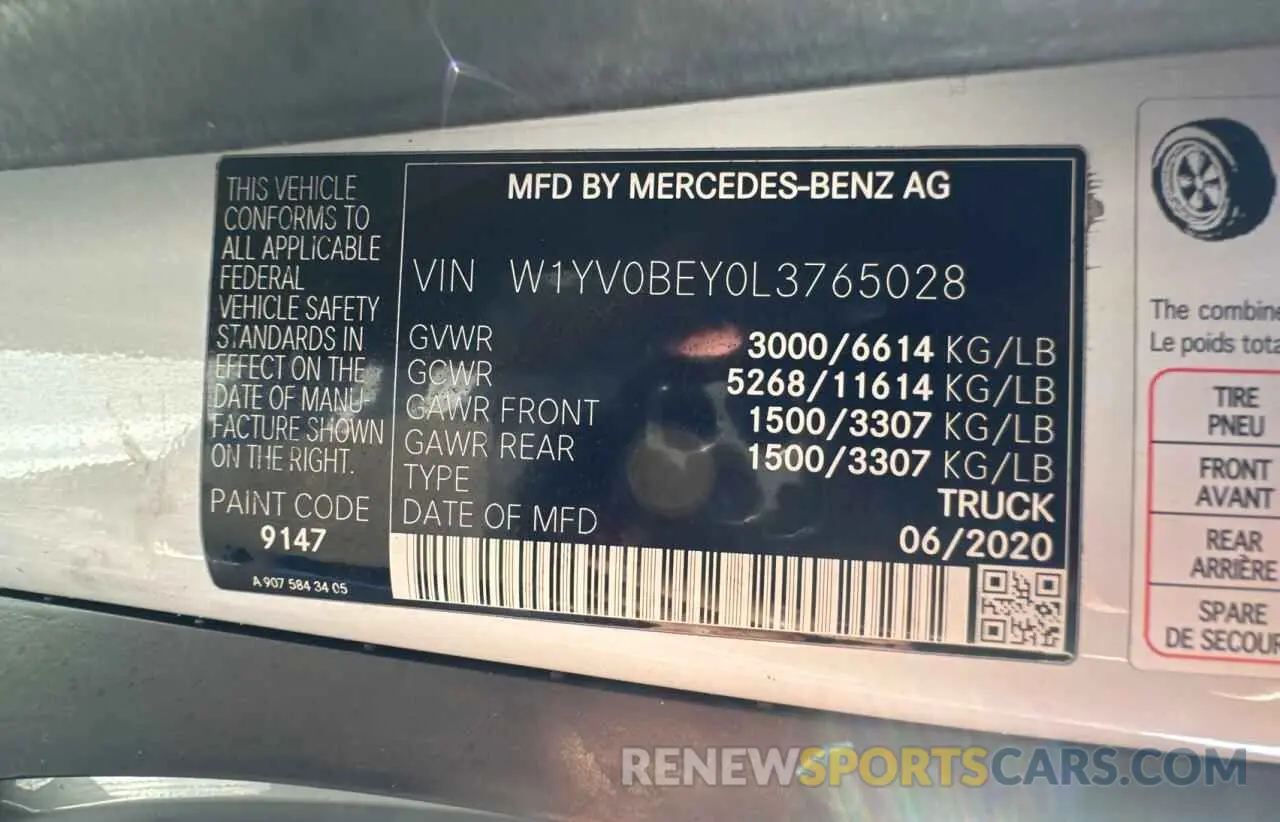 THIS VEHICLE
CONFORMS TO
ALL APPLICABLE
FEDERAL
VEHICLE SAFETY
STANDARDS IN
EFFECT ON THE
DATE OF MANU-
FACTURE SHOWN
ON THE RIGHT.
PAINT CODE
9147
A 907 584 34 05
MFD BY MERCEDES-BENZ AG
VIN W1YV0BEY0L3765028
GVWR 3000/6614 KG/LB
GCWR 5268/11614 KG/LB
GAWR FRONT 1500/3307 KG/LB
GAWR REAR 1500/3307 KG/LB
TYPE TRUCK
DATE OF MFD 06/2020
The combine
Le poids tota
TIRE
PNEU
FRONT
AVANT
REAR
ARRIÈRE
SPARE
DE SECOUR
RENEWSPORTSCARS.COM